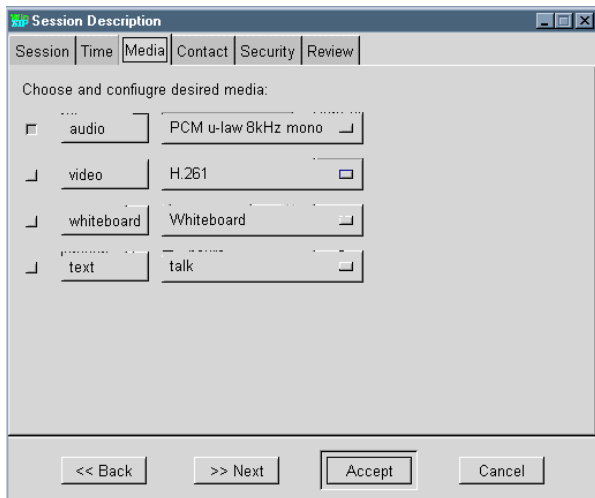 Session Description
Session Time Media Contact Security Review
Choose and confiugre desired media:
audio PCM u-law 8kHz mono
video H.261
whiteboard Whiteboard
text talk
<< Back >> Next Accept Cancel